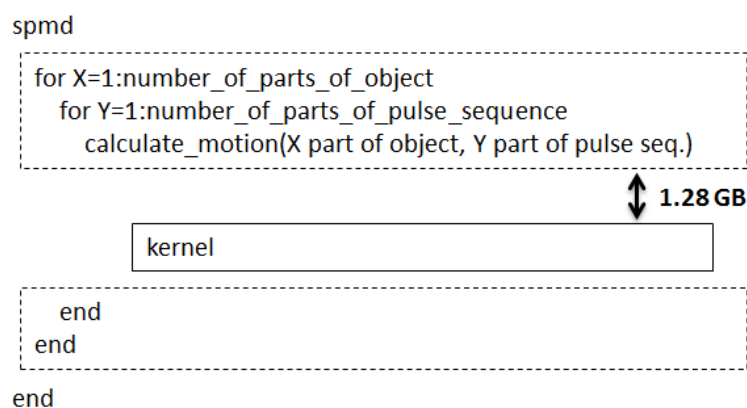 spmd
for X=1:number_of_parts_of_object
for Y=1:number_of_parts_of_pulse_sequence
calculate_motion(X part of object, Y part of pulse seq.)
1.28 GB
kernel
end
end
end